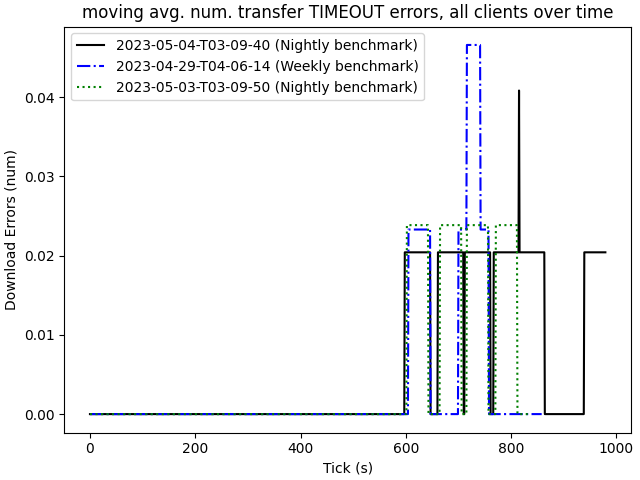 moving avg. num. transfer TIMEOUT errors, all clients over time
2023-05-04-T03-09-40 (Nightly benchmark)
2023-04-29-T04-06-14 (Weekly benchmark)
2023-05-03-T03-09-50 (Nightly benchmark)
Download Errors (num)
0.04
0.03
0.02
0.01
0.00
0 200 400 600 800 1000
Tick (s)